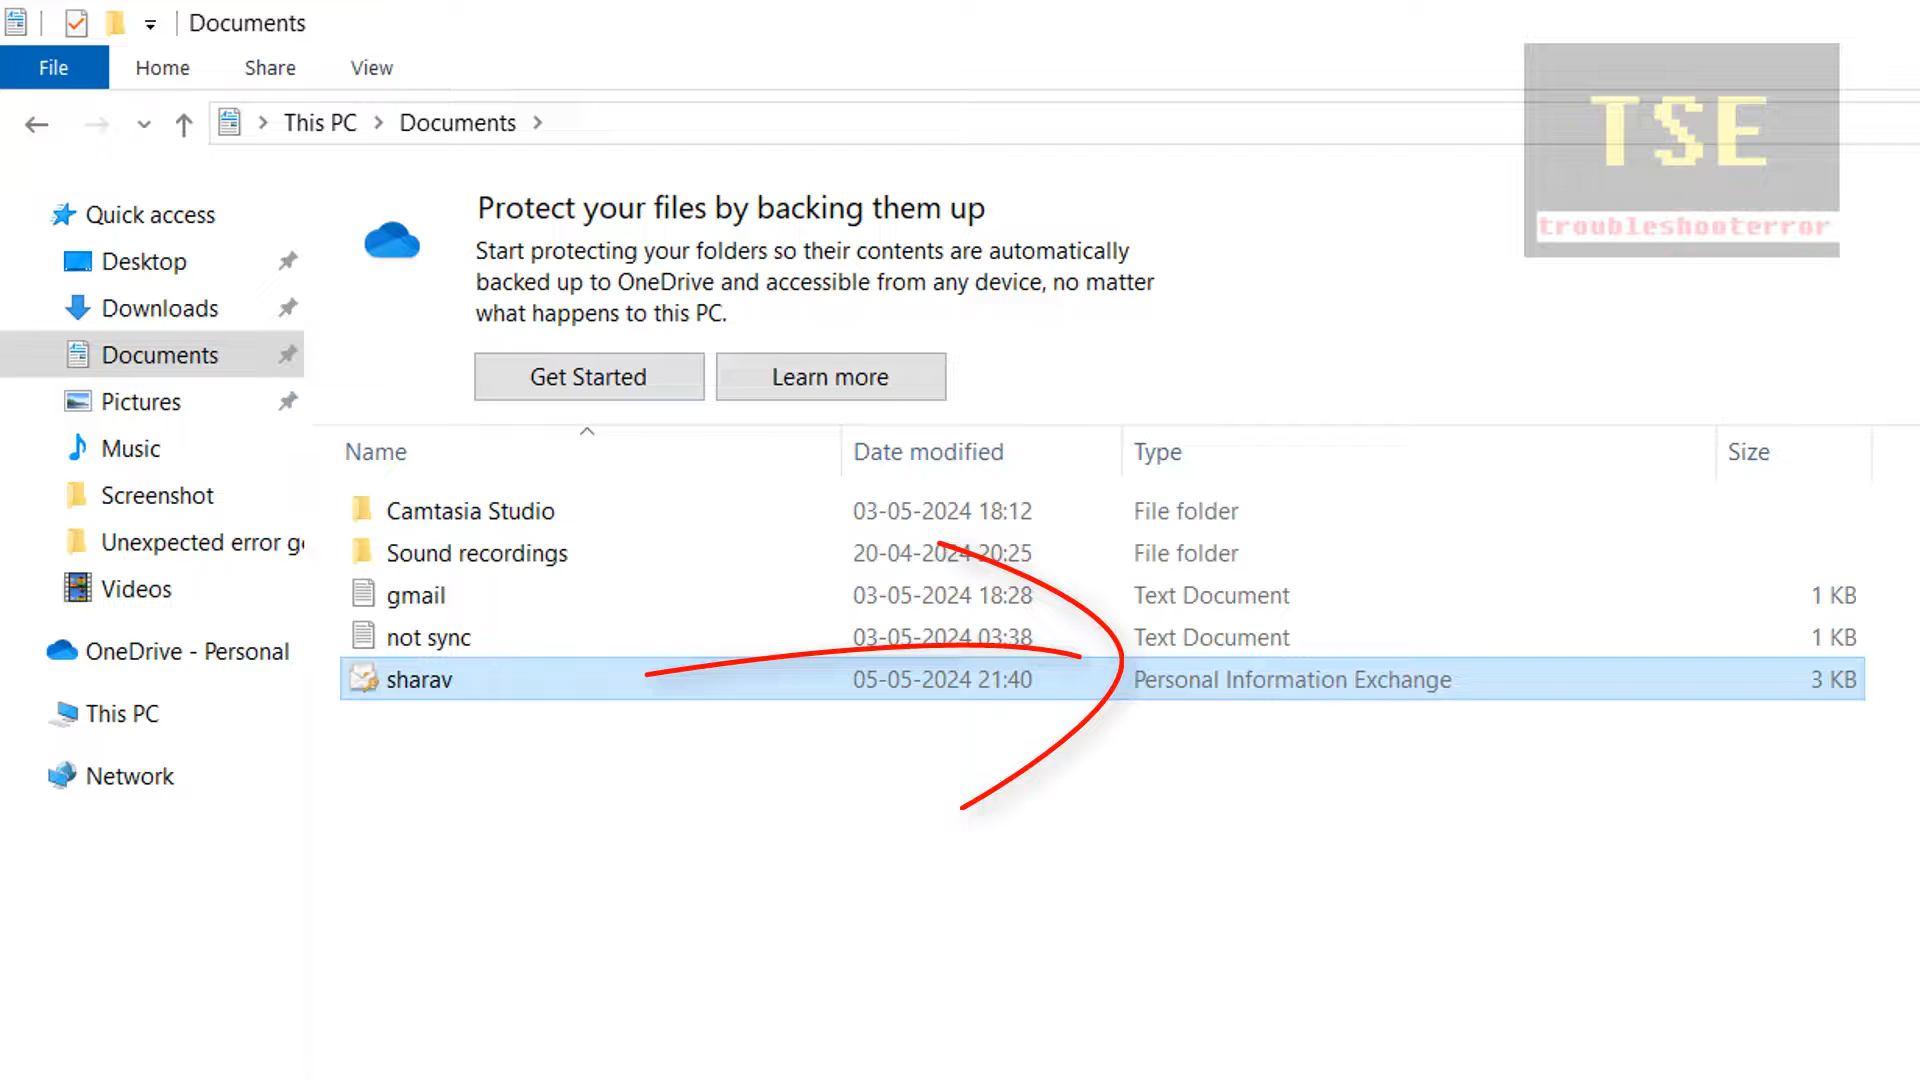 Documents
File Home Share View
This PC Documents
TSE
troubleshooterror
Protect your files by backing them up
Start protecting your folders so their contents are automatically
backed up to OneDrive and accessible from any device, no matter
what happens to this PC.
Get Started Learn more
Quick access
Desktop
Downloads
Documents
Pictures
Music
Screenshot
Unexpected error
Videos
OneDrive - Personal
This PC
Network
Name Date modified Type Size
Camtasia Studio 03-05-2024 18:12 File folder
Sound recordings 20-04-2024 20:25 File folder
gmail 03-05-2024 18:28 Text Document 1 KB
not sync 03-05-2024 03:38 Text Document 1 KB
sharav 05-05-2024 21:40 Personal Information Exchange 3 KB